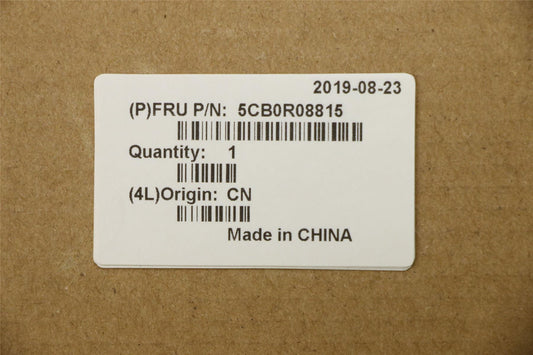 2019-08-23
(P)FRU P/N: 5CB0R08815
Quantity: 1
(4L)Origin: CN
Made in CHINA